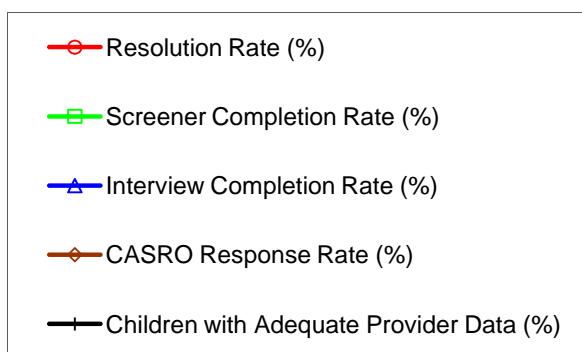 Resolution Rate (%)
Screener Completion Rate (%)
Interview Completion Rate (%)
CASRO Response Rate (%)
Children with Adequate Provider Data (%)